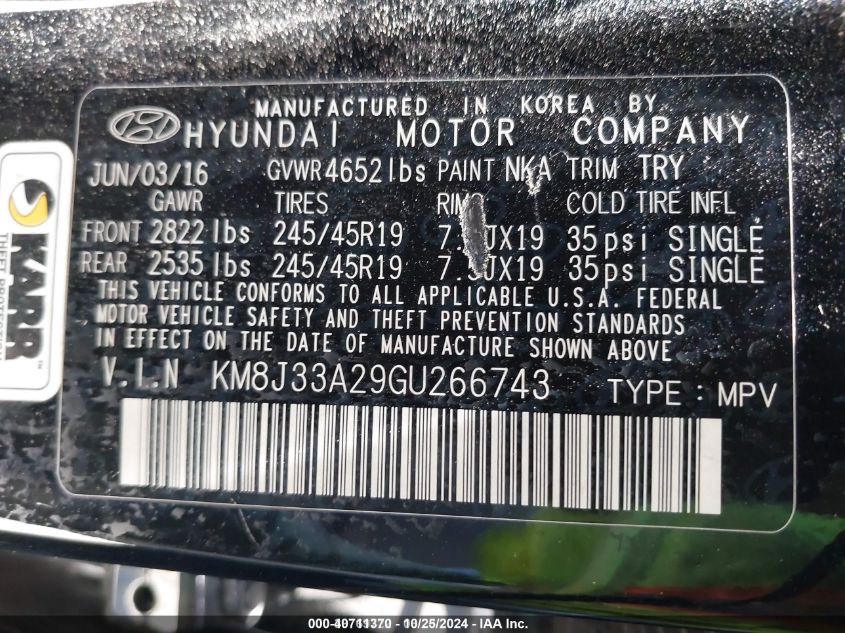 MANUFACTURED IN KOREA BY
HYUNDAI MOTOR COMPANY
JUN/03/16 GVWR 4652 lbs PAINT NKA TRIM TRY
GAWR TIRES COLD TIRE INFL
FRONT 2822 lbs 245/45R19 35psi SINGLE
REAR 2535 lbs 245/45R19 35psi SINGLE
THIS VEHICLE CONFORMS TO ALL APPLICABLE U.S.A. FEDERAL
MOTOR VEHICLE SAFETY AND THEFT PREVENTION STANDARDS
IN EFFECT ON THE DATE OF MANUFACTURE SHOWN ABOVE
V.I.N KM8J33A29GU266743 TYPE: MPV
KARR
THEFT PROTECTION
000-40711370 - 10/25/2024 - IAA Inc.